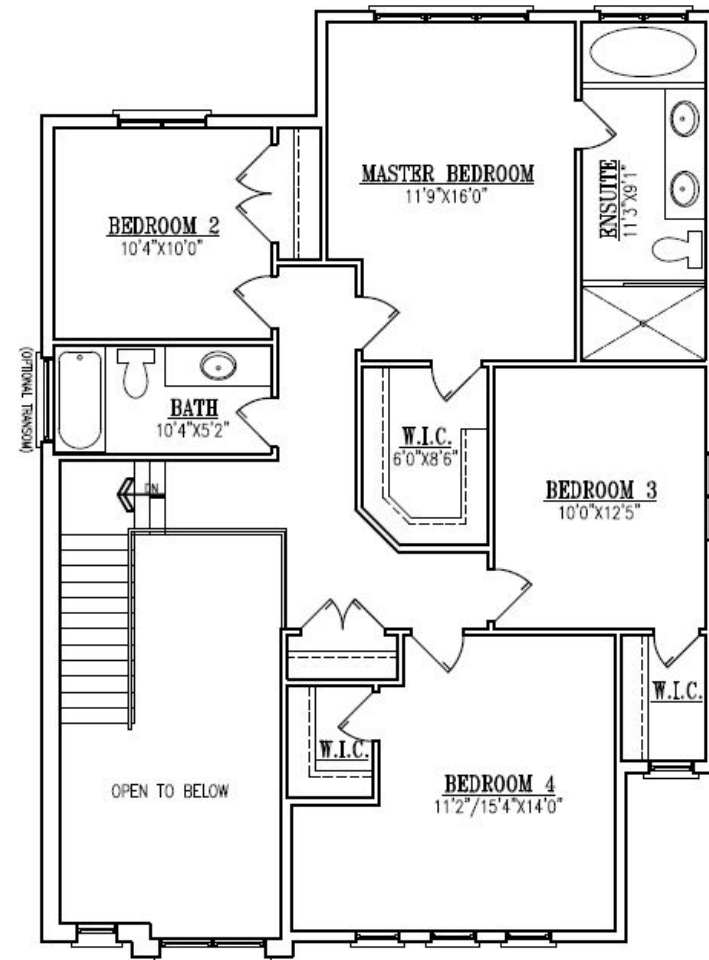 MASTER BEDROOM
11'9"X16'0"
ENSUITE
11'3"X9'1"
BEDROOM 2
10'4"X10'0"
(OPTIONAL TRANSOM)
BATH
10'4"X5'2"
W.I.C.
6'0"X8'6"
BEDROOM 3
10'0"X12'5"
DN
W.I.C.
W.I.C.
OPEN TO BELOW
BEDROOM 4
11'2"/15'4"X14'0"